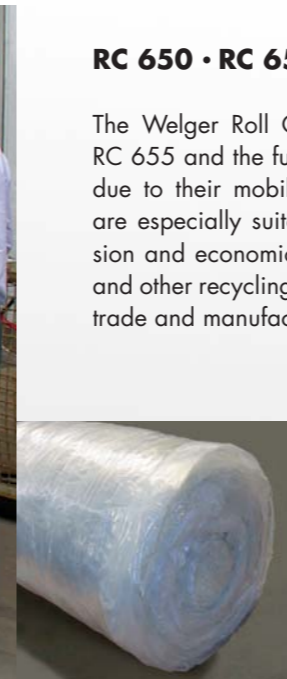 RC 650 · RC 65
The Welger Roll
RC 655 and the fu
due to their mobil
are especially suit
sion and economi
and other recycling
trade and manufac